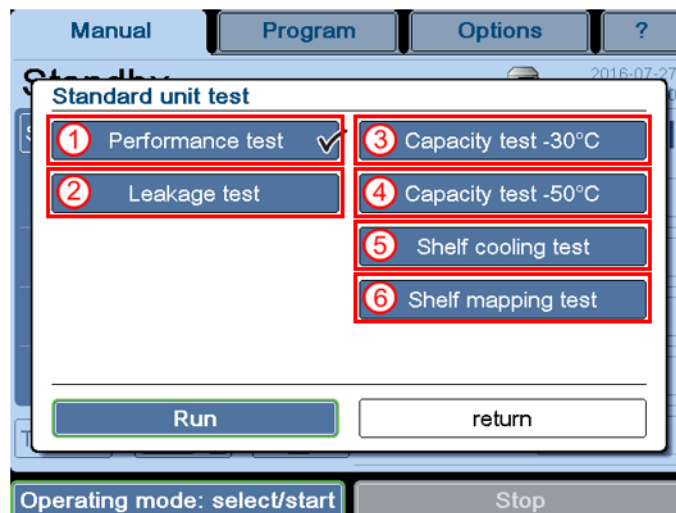 Manual Program Options ?
Standby 2016-07-27
Standard unit test
1 Performance test 3 Capacity test -30°C
2 Leakage test 4 Capacity test -50°C
5 Shelf cooling test
6 Shelf mapping test
Run return
Operating mode: select/start Stop